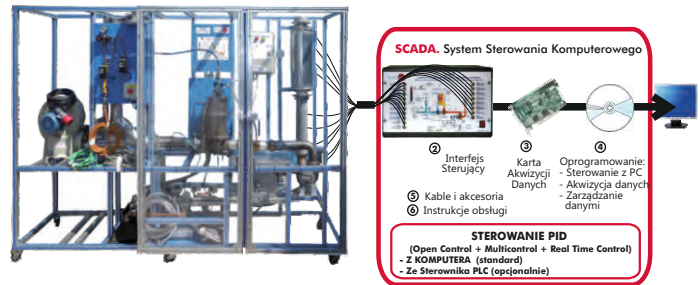 SCADA. System Sterowania Komputerowego
②
Interfejs
Sterujący
③
Karta
Akwizycji
Danych
④
Oprogramowanie:
- Sterowanie z PC
- Akwizycja danych
- Zarządzanie
danymi
⑤ Kable i akcesoria
⑥ Instrukcje obsługi
STEROWANIE PID
(Open Control + Multicontrol + Real Time Control)
- Z KOMPUTERA (standard)
- Ze Sterownika PLC (opcjonalnie)